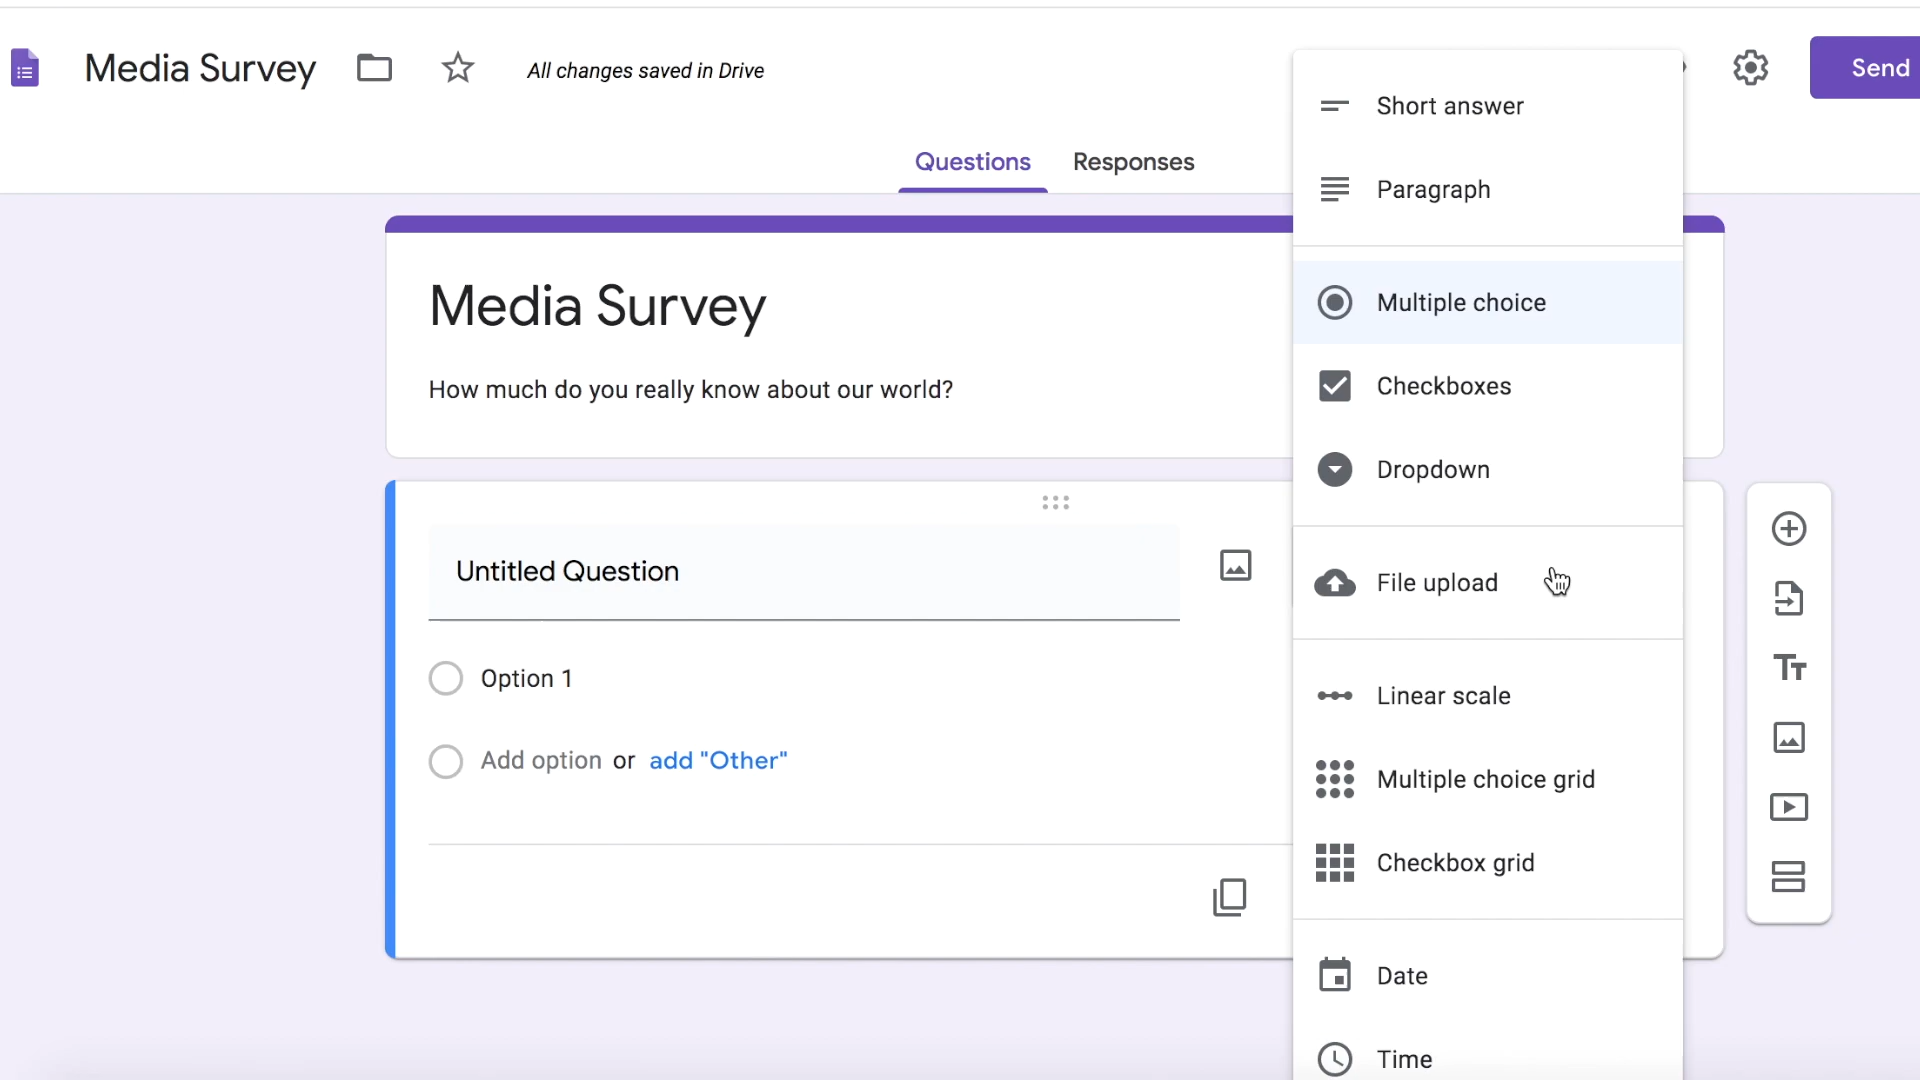 Media Survey
All changes saved in Drive
Send
Questions
Responses
Media Survey
How much do you really know about our world?
Untitled Question
Option 1
Add option or add "Other"
Short answer
Paragraph
Multiple choice
Checkboxes
Dropdown
File upload
Linear scale
Multiple choice grid
Checkbox grid
Date
Time
Tt